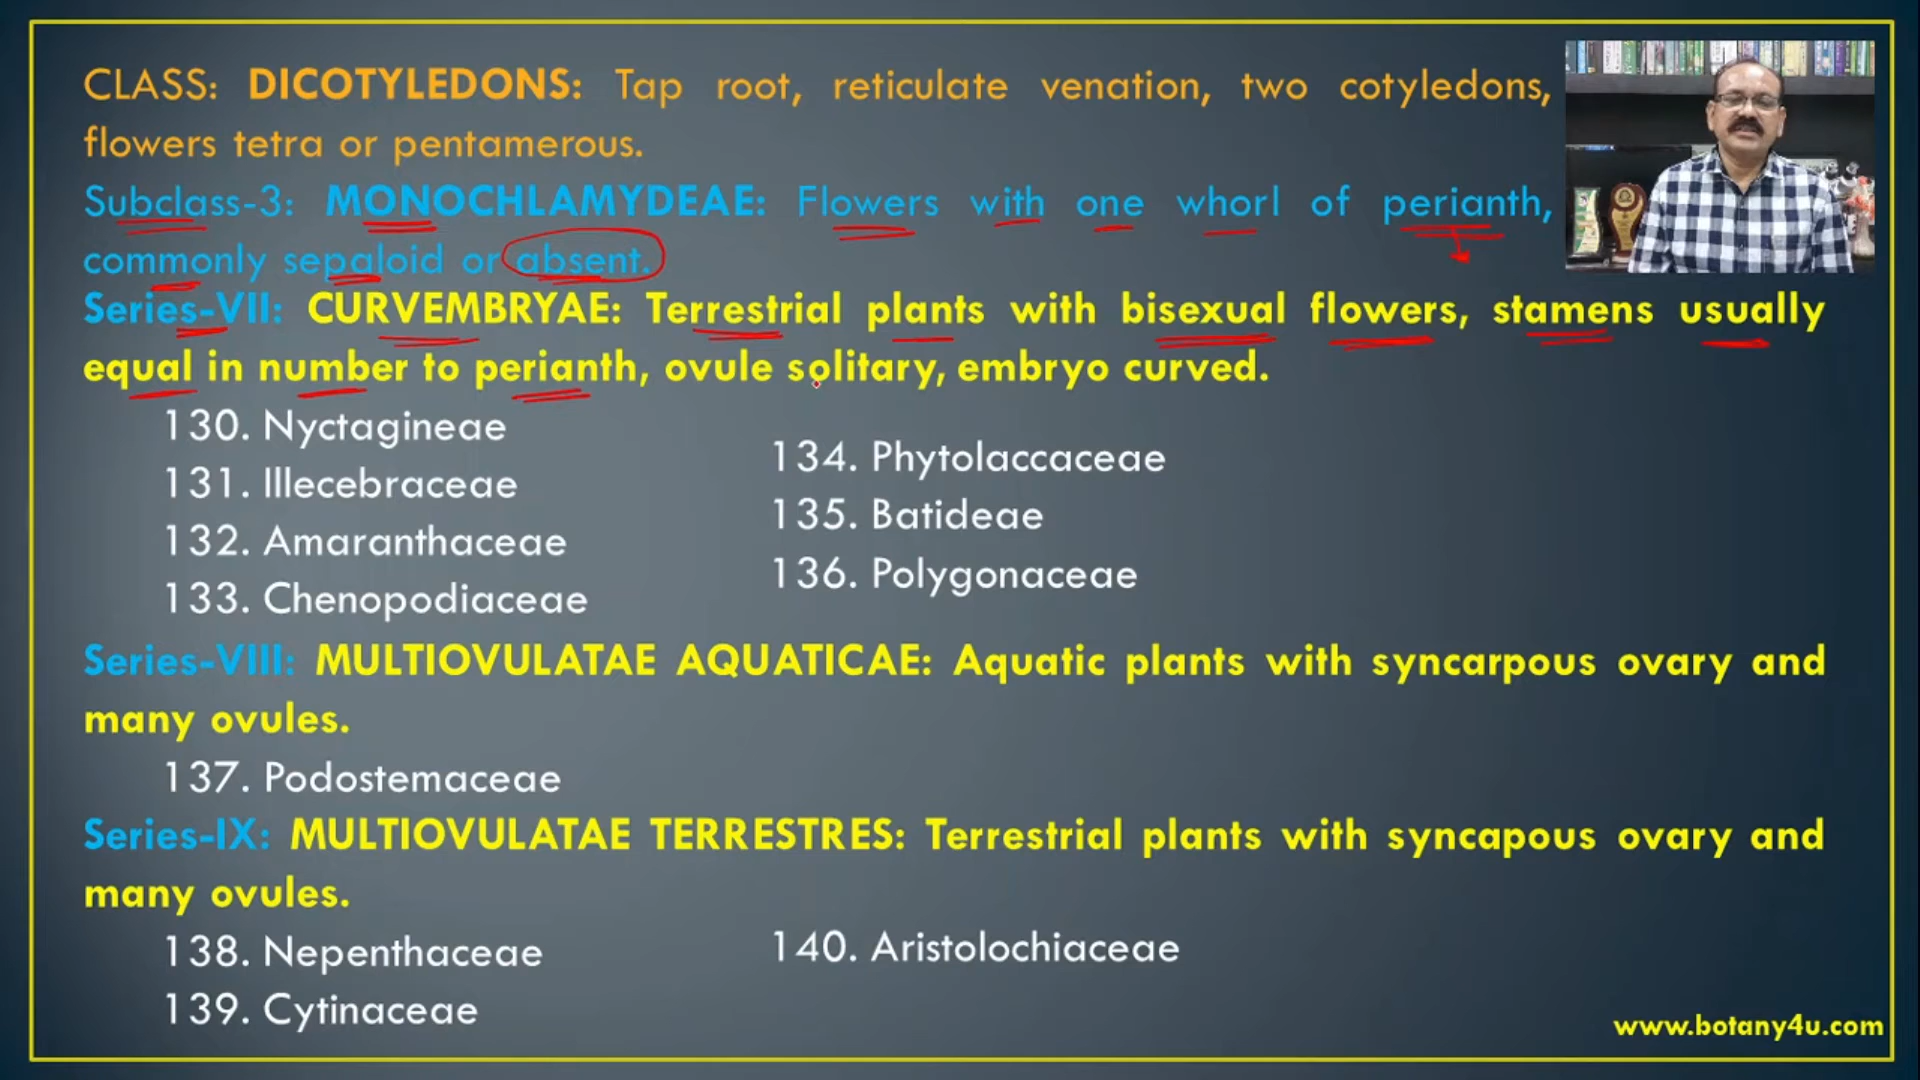 CLASS: DICOTYLEDONS: Tap root, reticulate venation, two cotyledons,
flowers tetra or pentamerous.
Subclass-3: MONOCHLAMYDEAE: Flowers with one whorl of perianth,
commonly sepaloid or absent.
Series-VII: CURVEMBRYAE: Terrestrial plants with bisexual flowers, stamens usually
equal in number to perianth, ovule solitary, embryo curved.
130. Nyctagineae
131. Illecebraceae
132. Amaranthaceae
133. Chenopodiaceae
134. Phytolaccaceae
135. Batideae
136. Polygonaceae
Series-VIII: MULTIOVULATAE AQUATICAE: Aquatic plants with syncarpous ovary and
many ovules.
137. Podostemaceae
Series-IX: MULTIOVULATAE TERRESTRES: Terrestrial plants with syncapous ovary and
many ovules.
138. Nepenthaceae
139. Cytinaceae
140. Aristolochiaceae
www.botany4u.com